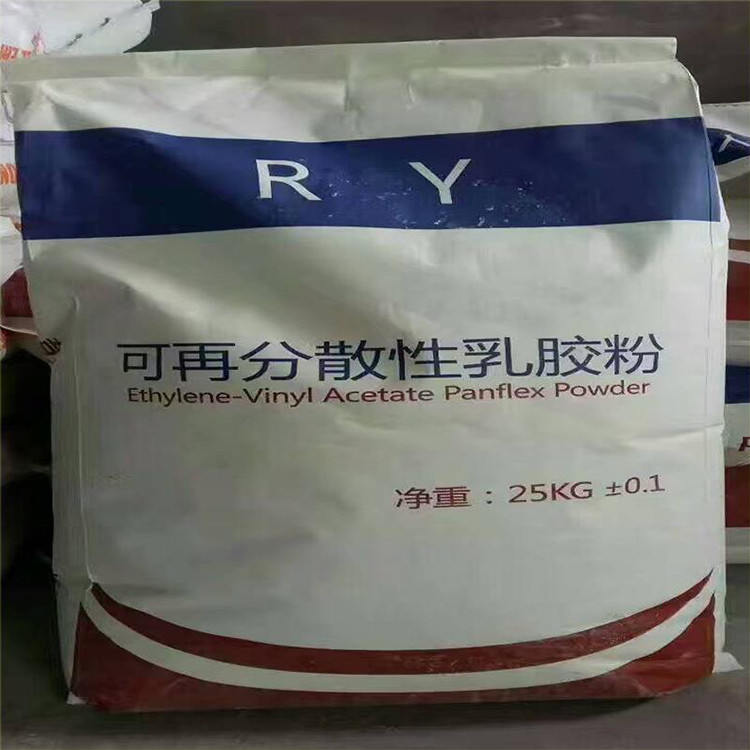 R Y
可再分散性乳胶粉
Ethylene-Vinyl Acetate Panflex Powder
净重：25KG ±0.1